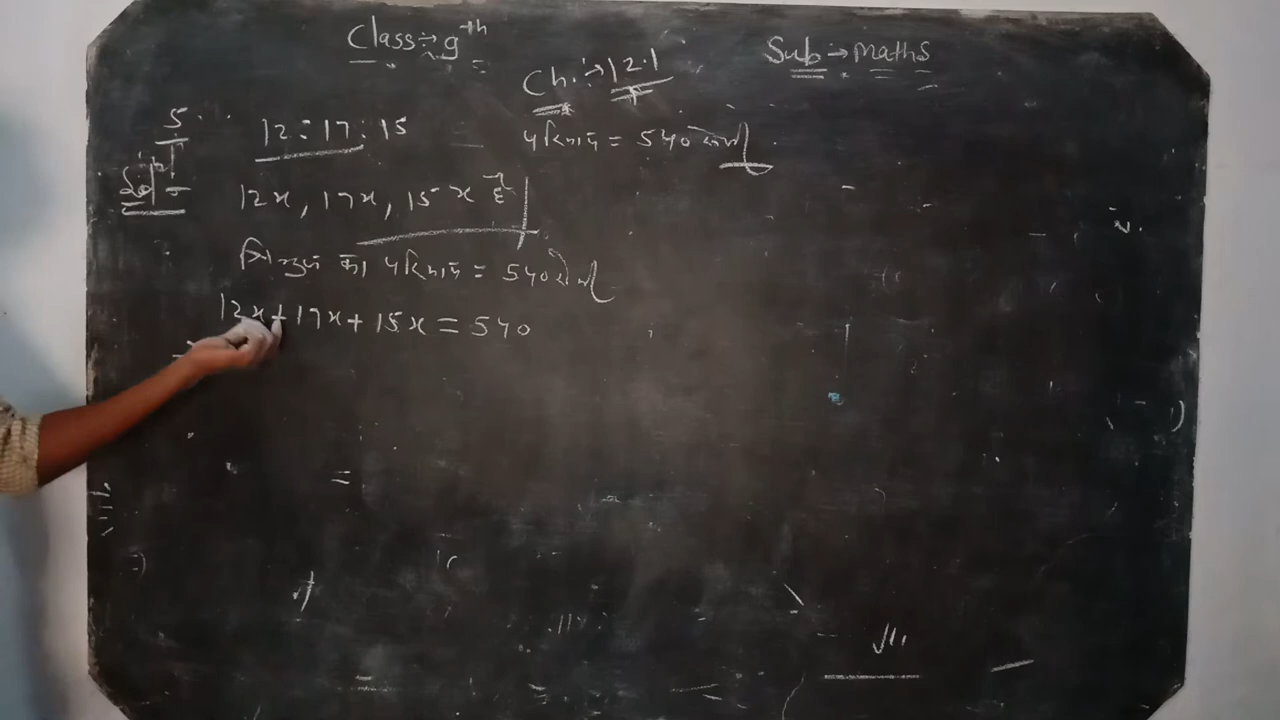 Class:→ 9th
Sub → Maths
Ch.:→ 12.1
5.. 12:17:15 परिमाप = 540 सेमी
Sol^n - 12x, 17x, 15x है
त्रिभुज का परिमाप = 540 सेमी
12x+17x+15x=540